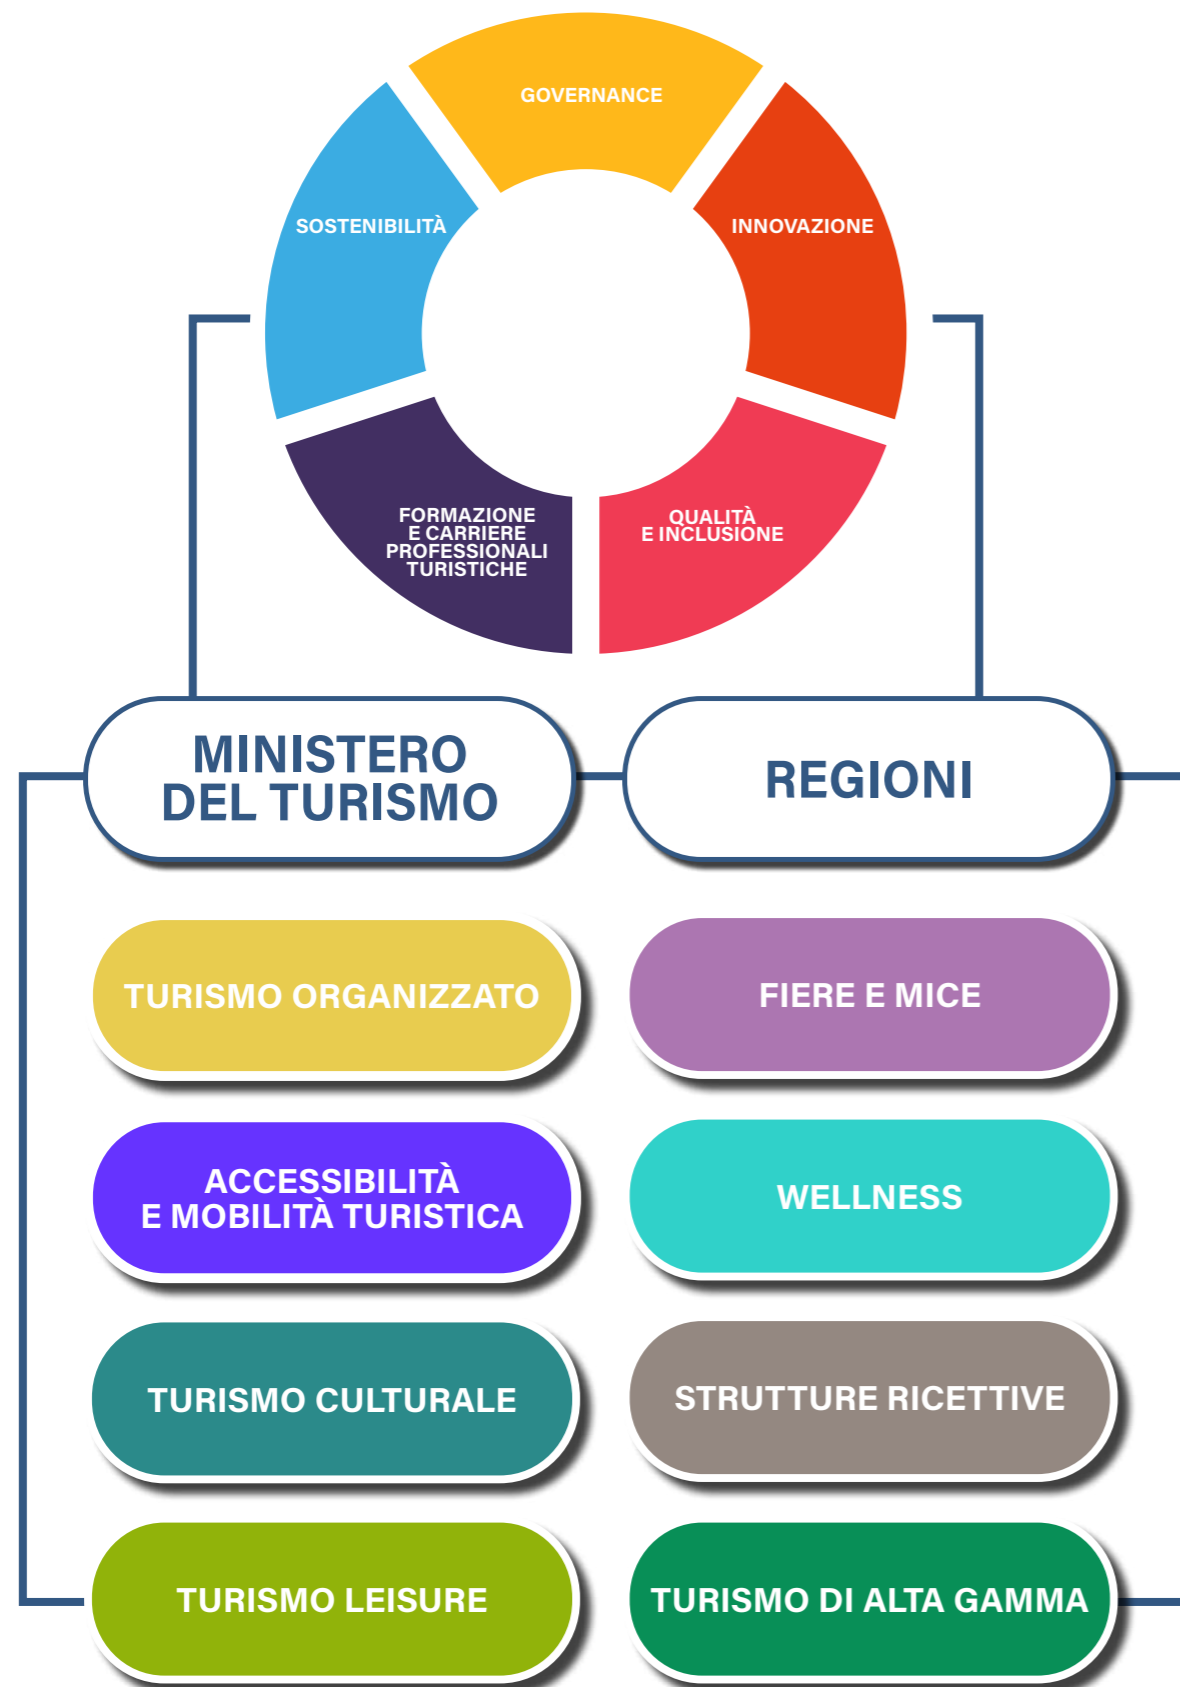 GOVERNANCE
SOSTENIBILITÀ
INNOVAZIONE
FORMAZIONE
E CARRIERE
PROFESSIONALI
TURISTICHE
QUALITÀ
E INCLUSIONE
MINISTERO
DEL TURISMO
REGIONI
TURISMO ORGANIZZATO
FIERE E MICE
ACCESSIBILITÀ
E MOBILITÀ TURISTICA
WELLNESS
TURISMO CULTURALE
STRUTTURE RICETTIVE
TURISMO LEISURE
TURISMO DI ALTA GAMMA